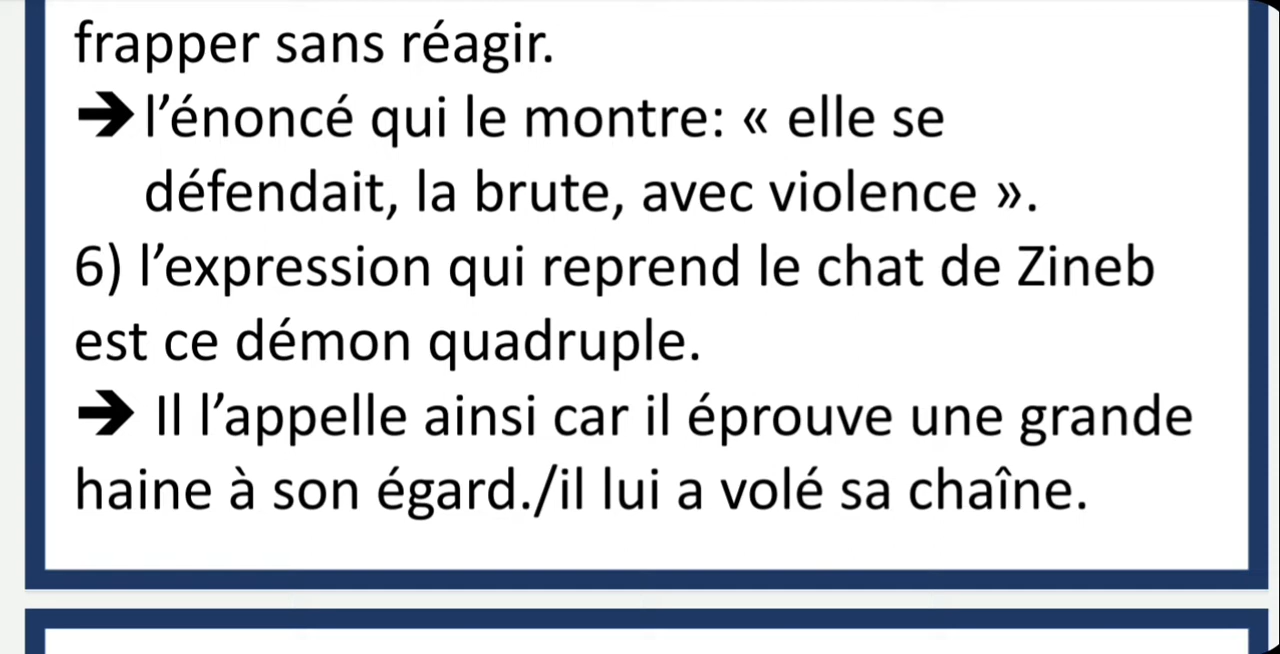 frapper sans réagir.
➔ l’énoncé qui le montre: « elle se
défendait, la brute, avec violence ».
6) l’expression qui reprend le chat de Zineb
est ce démon quadruple.
➔ Il l’appelle ainsi car il éprouve une grande
haine à son égard./il lui a volé sa chaîne.